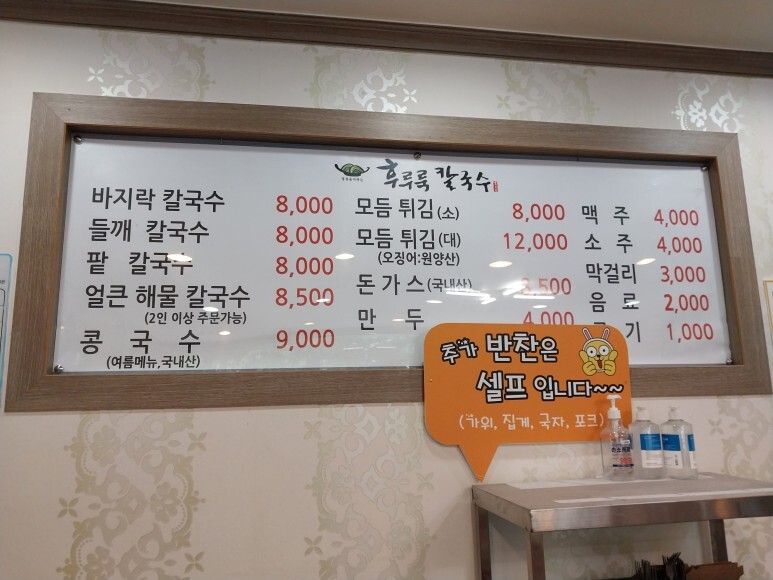 후루룩 칼국수
바지락 칼국수 8,000
들깨 칼국수 8,000
팥 칼국수 8,000
얼큰 해물 칼국수 8,500
(2인 이상 주문가능)
콩 국 수 9,000
(여름메뉴,국내산)
모듬 튀김(소) 8,000
모듬 튀김(대) 12,000
(오징어:원양산)
돈가스(국내산) 8,500
만 두 4,000
맥 주 4,000
소 주 4,000
막걸리 3,000
음 료 2,000
기 1,000
추가 반찬은
셀프 입니다~~
(가위, 집게, 국자, 포크)